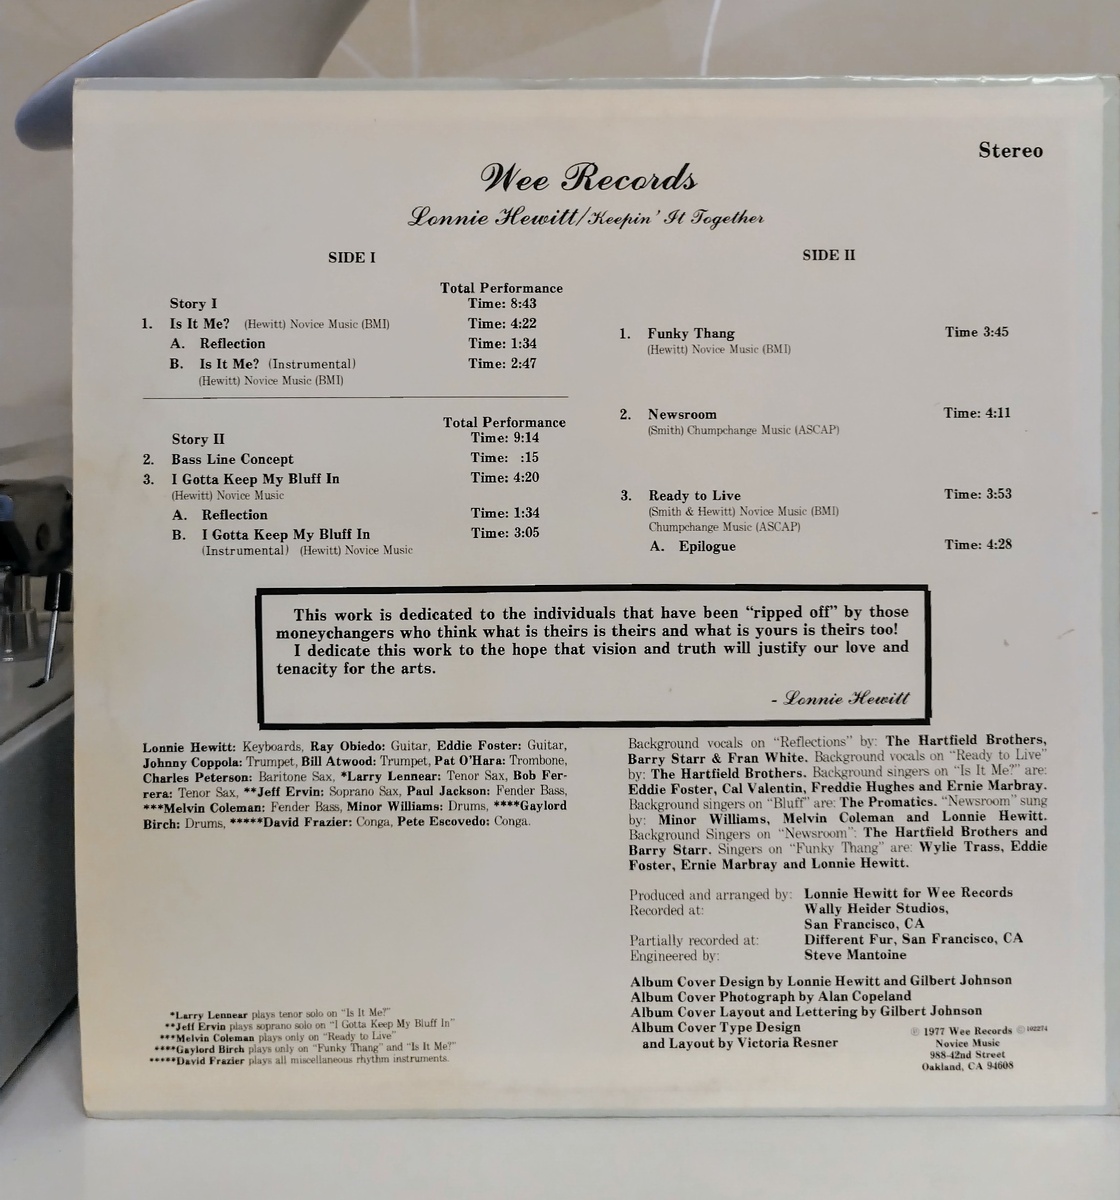 Stereo
Wee Records
Lonnie Hewitt/Keepin' It Together
SIDE I
Total Performance
Story I Time: 8:43
1. Is It Me? (Hewitt) Novice Music (BMI) Time: 4:22
A. Reflection Time: 1:34
B. Is It Me? (Instrumental) Time: 2:47
(Hewitt) Novice Music (BMI)
Total Performance
Story II Time: 9:14
2. Bass Line Concept Time: :15
3. I Gotta Keep My Bluff In Time: 4:20
(Hewitt) Novice Music
A. Reflection Time: 1:34
B. I Gotta Keep My Bluff In Time: 3:05
(Instrumental) (Hewitt) Novice Music
SIDE II
1. Funky Thang Time 3:45
(Hewitt) Novice Music (BMI)
2. Newsroom Time: 4:11
(Smith) Chumpchange Music (ASCAP)
3. Ready to Live Time: 3:53
(Smith & Hewitt) Novice Music (BMI)
Chumpchange Music (ASCAP)
A. Epilogue Time: 4:28
This work is dedicated to the individuals that have been "ripped off" by those
moneychangers who think what is theirs is theirs and what is yours is theirs too!
I dedicate this work to the hope that vision and truth will justify our love and
tenacity for the arts.
- Lonnie Hewitt
Lonnie Hewitt: Keyboards, Ray Obiedo: Guitar, Eddie Foster: Guitar,
Johnny Coppola: Trumpet, Bill Atwood: Trumpet, Pat O'Hara: Trombone,
Charles Peterson: Baritone Sax, *Larry Lennear: Tenor Sax, Bob Fer-
rera: Tenor Sax, **Jeff Ervin: Soprano Sax, Paul Jackson: Fender Bass,
***Melvin Coleman: Fender Bass, Minor Williams: Drums, ****Gaylord
Birch: Drums, *****David Frazier: Conga, Pete Escovedo: Conga.
*Larry Lennear plays tenor solo on "Is It Me?"
**Jeff Ervin plays soprano solo on "I Gotta Keep My Bluff In"
***Melvin Coleman plays only on "Ready to Live"
****Gaylord Birch plays only on "Funky Thang" and "Is It Me?"
*****David Frazier plays all miscellaneous rhythm instruments.
Background vocals on "Reflections" by: The Hartfield Brothers,
Barry Starr & Fran White. Background vocals on "Ready to Live"
by: The Hartfield Brothers. Background singers on "Is It Me?" are:
Eddie Foster, Cal Valentin, Freddie Hughes and Ernie Marbray.
Background singers on "Bluff" are: The Promatics. "Newsroom" sung
by: Minor Williams, Melvin Coleman and Lonnie Hewitt.
Background Singers on "Newsroom": The Hartfield Brothers and
Barry Starr. Singers on "Funky Thang" are: Wylie Trass, Eddie
Foster, Ernie Marbray and Lonnie Hewitt.
Produced and arranged by: Lonnie Hewitt for Wee Records
Recorded at: Wally Heider Studios,
San Francisco, CA
Partially recorded at: Different Fur, San Francisco, CA
Engineered by: Steve Mantoine
Album Cover Design by Lonnie Hewitt and Gilbert Johnson
Album Cover Photograph by Alan Copeland
Album Cover Layout and Lettering by Gilbert Johnson
Album Cover Type Design
and Layout by Victoria Resner
℗ 1977 Wee Records ©102274
Novice Music
988-42nd Street
Oakland, CA 94608